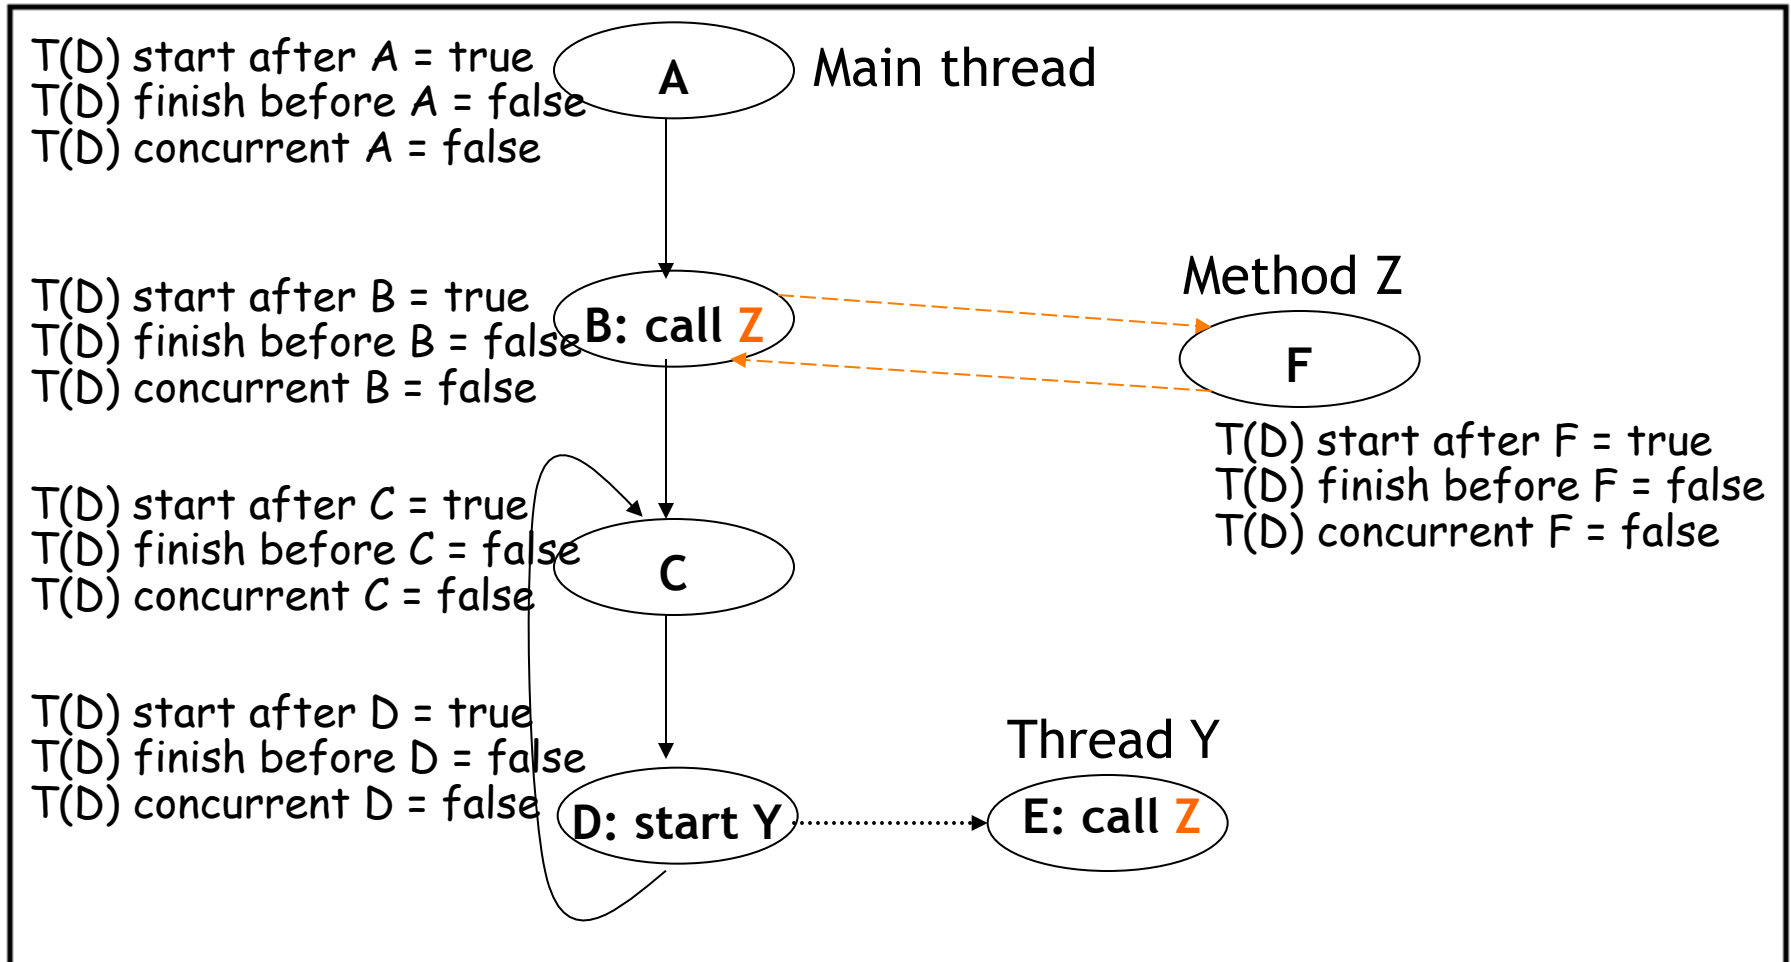 T(D) start after A = true
T(D) finish before A = false
T(D) concurrent A = false
A
Main thread
T(D) start after B = true
T(D) finish before B = false
T(D) concurrent B = false
B: call Z
Method Z
F
T(D) start after F = true
T(D) finish before F = false
T(D) concurrent F = false
T(D) start after C = true
T(D) finish before C = false
T(D) concurrent C = false
C
T(D) start after D = true
T(D) finish before D = false
T(D) concurrent D = false
D: start Y
Thread Y
E: call Z